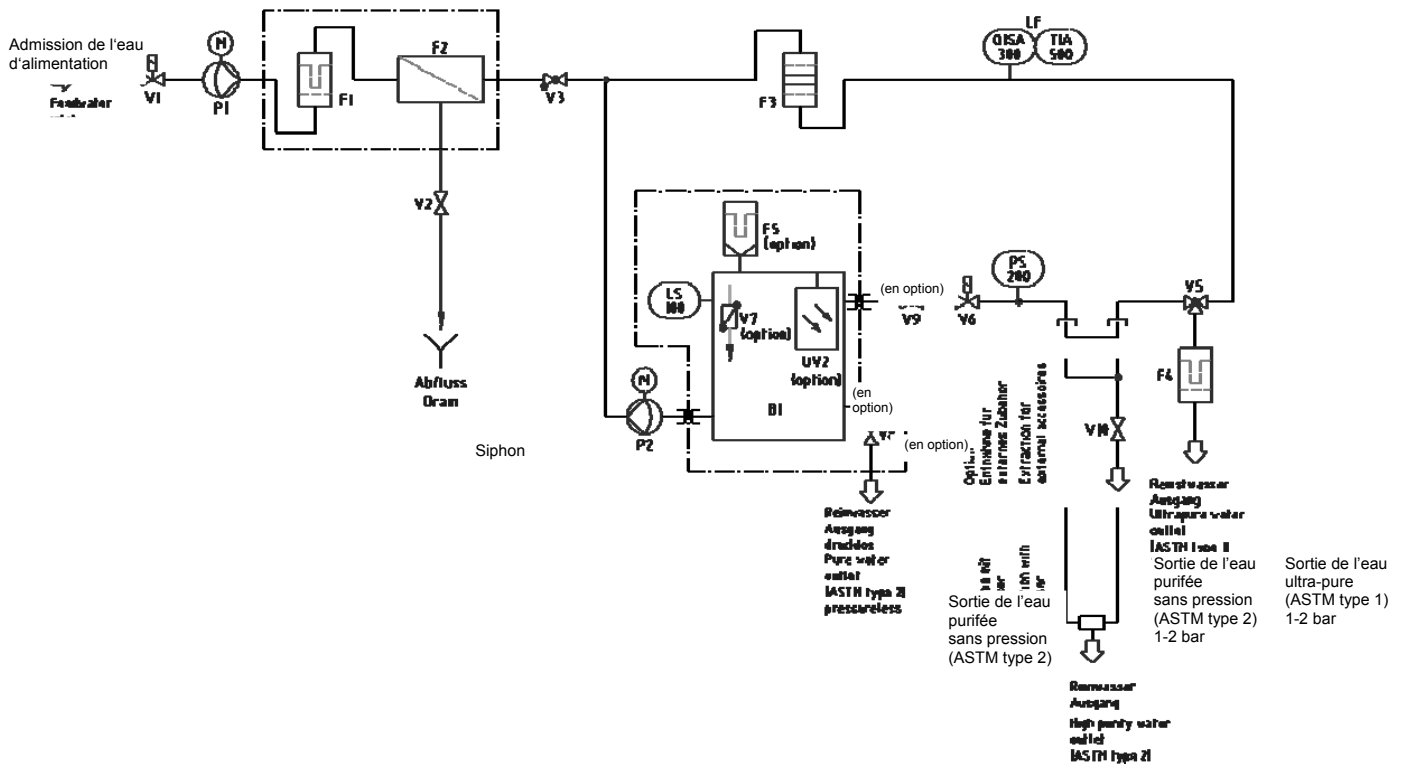 Admission de l'eau
d'alimentation
Feedwater
V1
N
P1
F1
F2
V2
Abfluss
Drain
Siphon
V3
F3
LF
QISA
300
TIA
500
F5
(option)
LS
100
V7
(option)
UV2
(option)
B1
N
P2
(en option)
V9
(en
option)
(en option)
V6
PS
200
V5
F4
V10
Option
Entnahme für
externes Zubehör
Extraction for
external accessoires
Reinwasser
Ausgang
drucklos
Pure water
outlet
(ASTM type 2)
pressureless
mit
with
Sortie de l'eau
purifée
sans pression
(ASTM type 2)
Reinstwasser
Ausgang
Ultrapure water
outlet
(ASTM type 1)
Sortie de l'eau
purifée
sans pression
(ASTM type 2)
1-2 bar
Sortie de l'eau
ultra-pure
(ASTM type 1)
1-2 bar
Reinwasser
Ausgang
High purity water
outlet
(ASTM type 2)